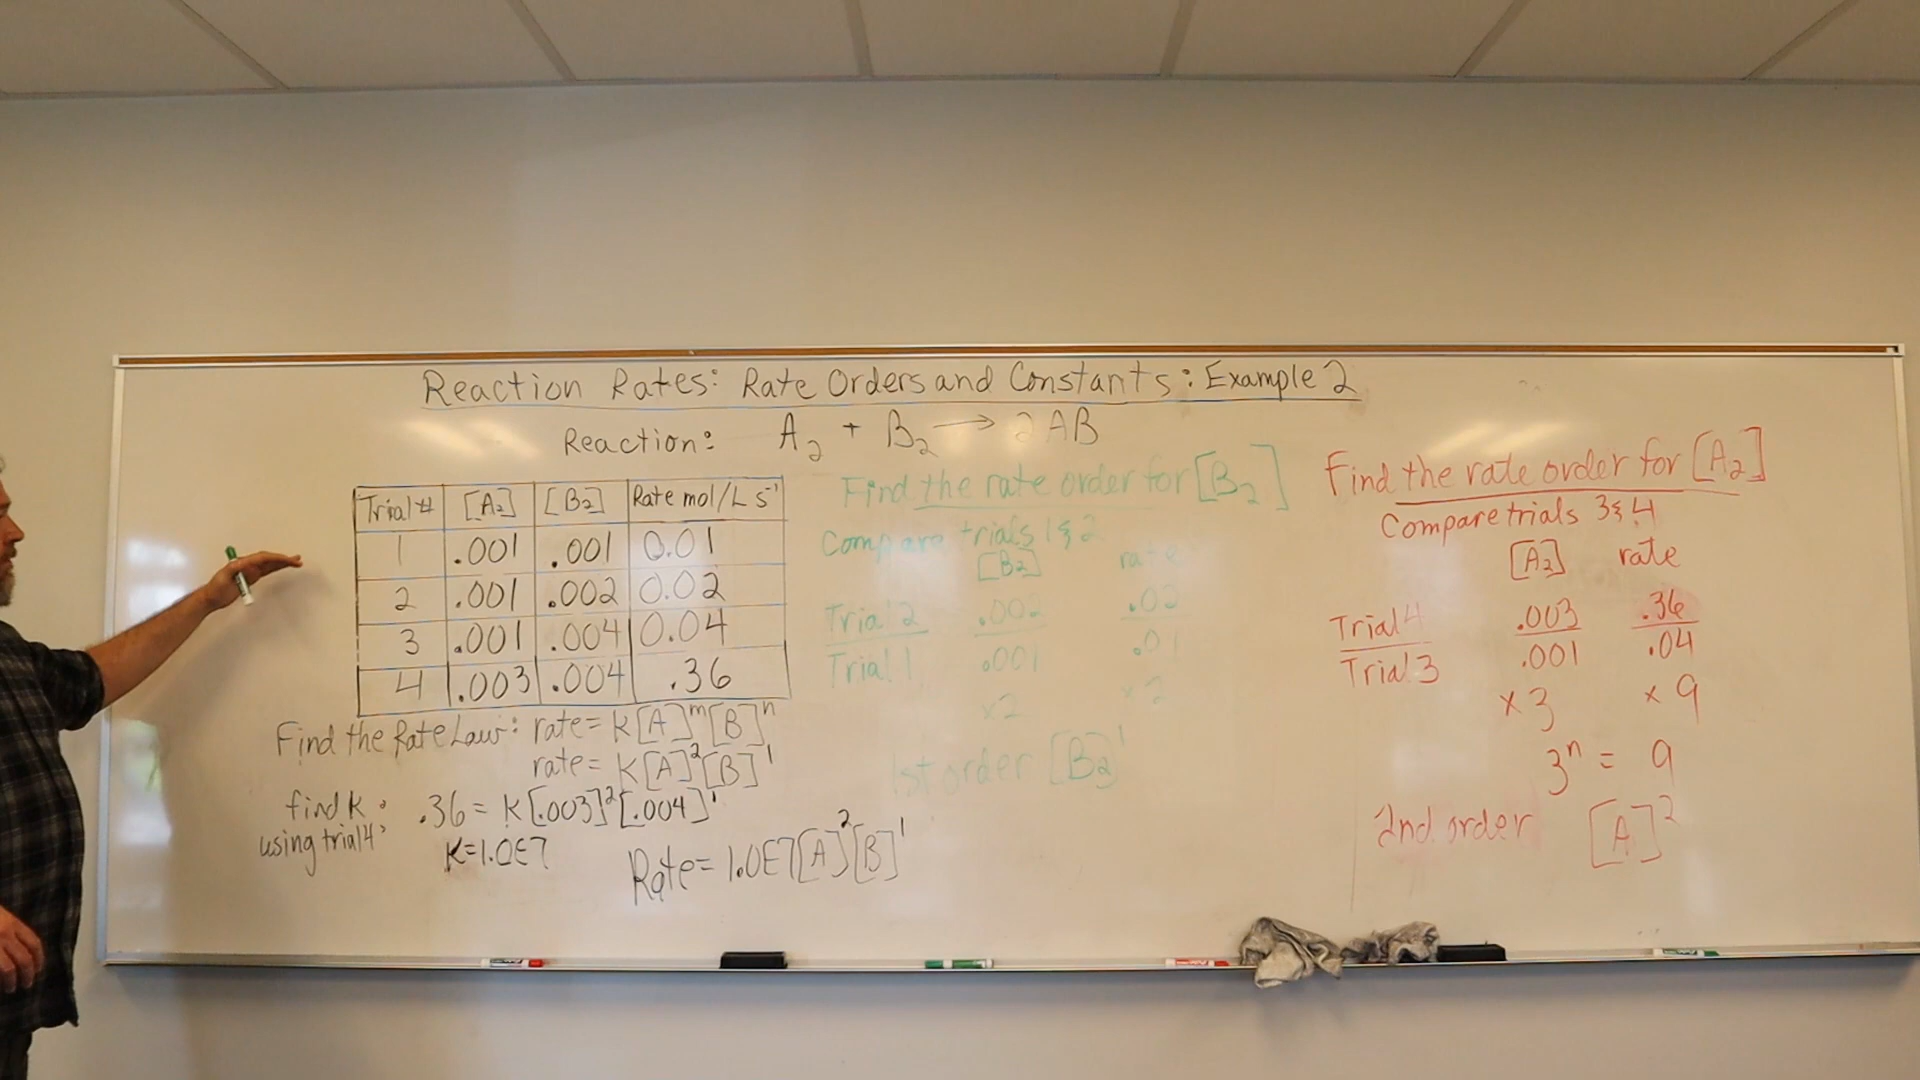 Reaction Rates: Rate Orders and Constants: Example 2
Reaction: A₂ + B₂ → 2AB
Trial # [A₂] [B₂] Rate mol/L s⁻¹
1 .001 .001 0.01
2 .001 .002 0.02
3 .001 .004 0.04
4 .003 .004 .36
Find the Rate Law: rate = k[A]ᵐ[B]ⁿ
rate = k[A]²[B]¹
find k: .36 = k[.003]²[.004]¹
using trial 4
K=1.0E7
Rate = 1.0E7[A]²[B]¹
Find the rate order for [B₂]
Compare trials 1 & 2
[B₂] rate
Trial 2 .002 .02
Trial 1 .001 .01
x2 x2
1st order [B₂]¹
Find the rate order for [A₂]
Compare trials 3 & 4
[A₂] rate
Trial 4 .003 .36
Trial 3 .001 .04
x3 x9
3ⁿ = 9
2nd order [A]²